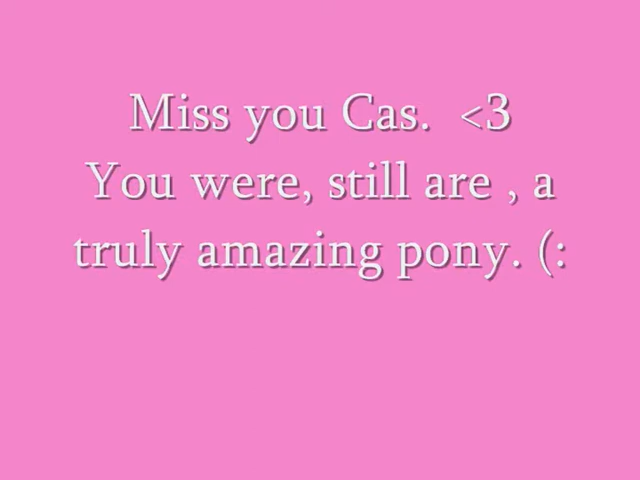 Miss you Cas.  <3
You were, still are , a
truly amazing pony. (: